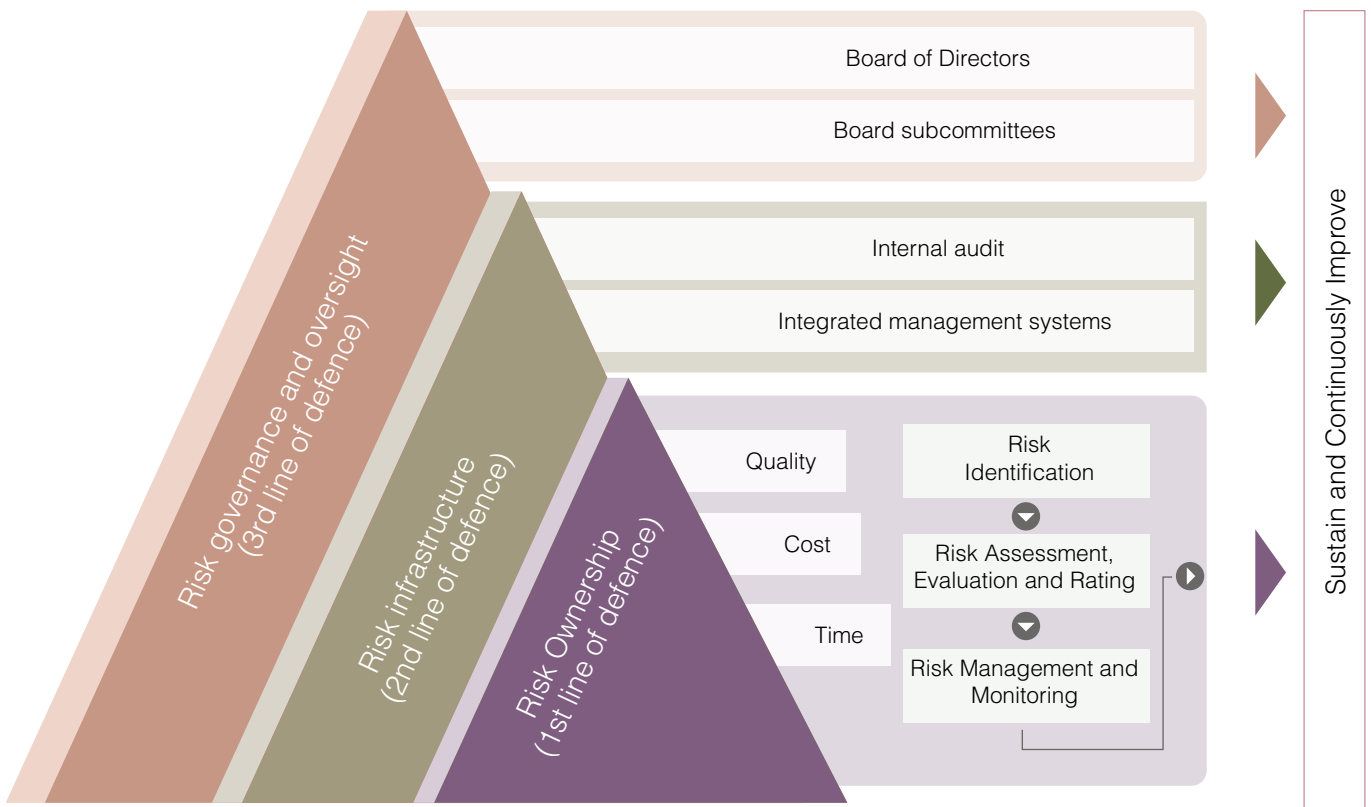 Board of Directors
Board subcommittees
Risk governance and oversight
(3rd line of defence)
Internal audit
Integrated management systems
Risk infrastructure
(2nd line of defence)
Quality
Cost
Time
Risk Ownership
(1st line of defence)
Risk
Identification
Risk Assessment,
Evaluation and Rating
Risk Management and
Monitoring
Sustain and Continuously Improve